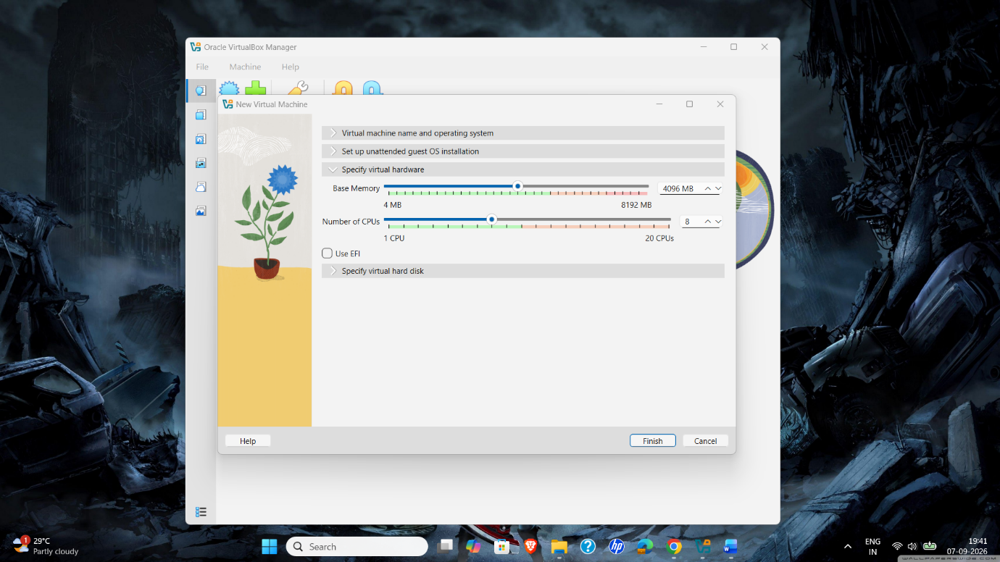 Oracle VirtualBox Manager
File Machine Help
New Virtual Machine
Virtual machine name and operating system
Set up unattended guest OS installation
Specify virtual hardware
Base Memory 4096 MB
4 MB 8192 MB
Number of CPUs 8
1 CPU 20 CPUs
Use EFI
Specify virtual hard disk
Help Finish Cancel
1 29°C
Partly cloudy
Search
hp
W
ENG
IN
19:41
07-09-2026